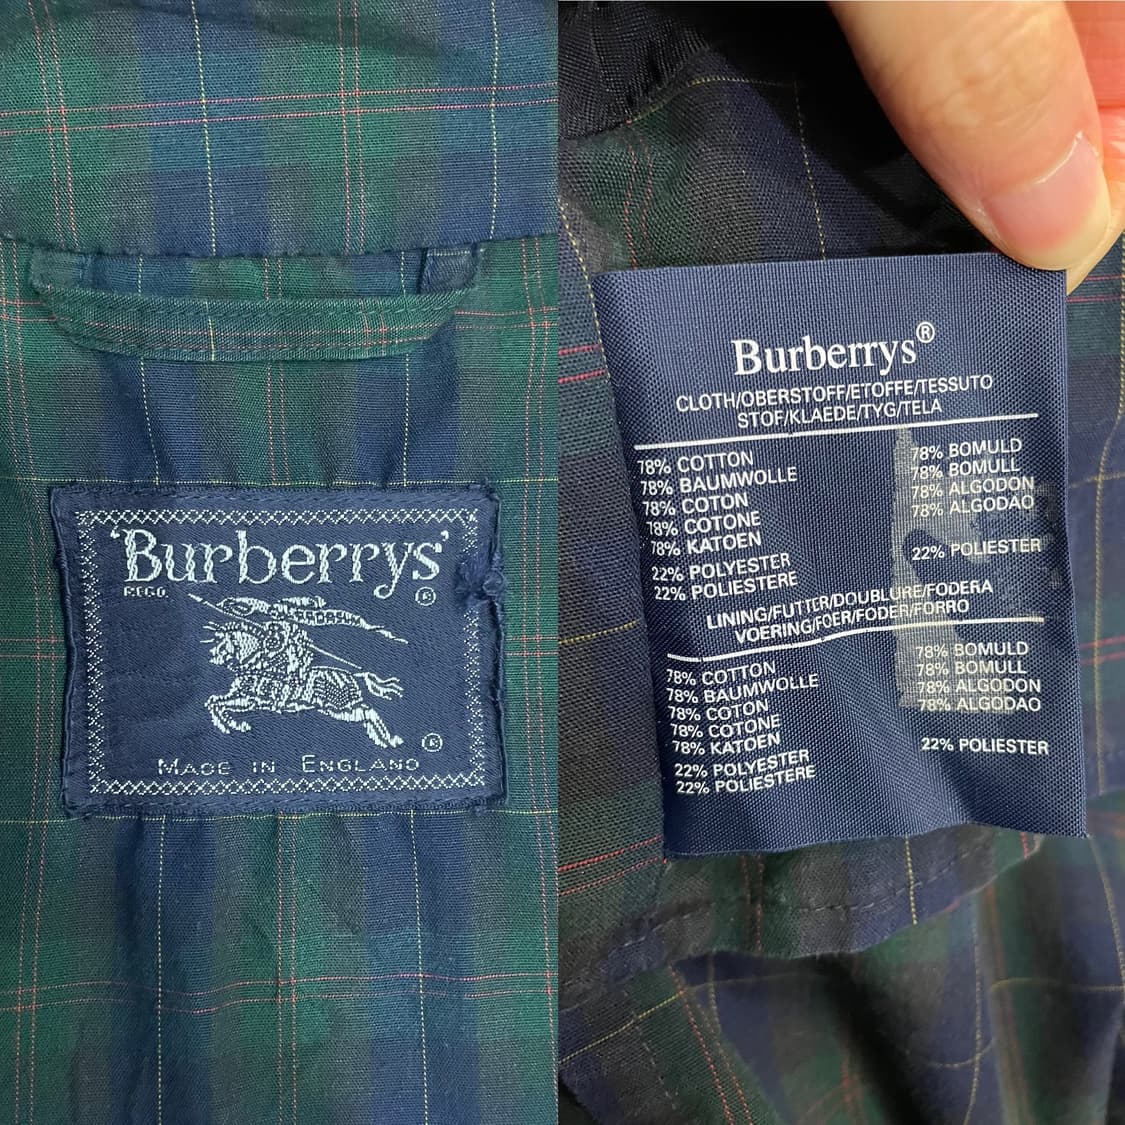 'Burberrys'
REGD.
®
®
MADE IN ENGLAND
Burberrys®
CLOTH/OBERSTOFF/ETOFFE/TESSUTO
STOF/KLAEDE/TYG/TELA
78% COTTON
78% BAUMWOLLE
78% COTON
78% COTONE
78% KATOEN
22% POLYESTER
22% POLIESTERE
78% BOMULD
78% BOMULL
78% ALGODON
78% ALGODAO
22% POLIESTER
LINING/FUTTER/DOUBLURE/FODERA
VOERING/FOER/FODER/FORRO
78% COTTON
78% BAUMWOLLE
78% COTON
78% COTONE
78% KATOEN
22% POLYESTER
22% POLIESTERE
78% BOMULD
78% BOMULL
78% ALGODON
78% ALGODAO
22% POLIESTER